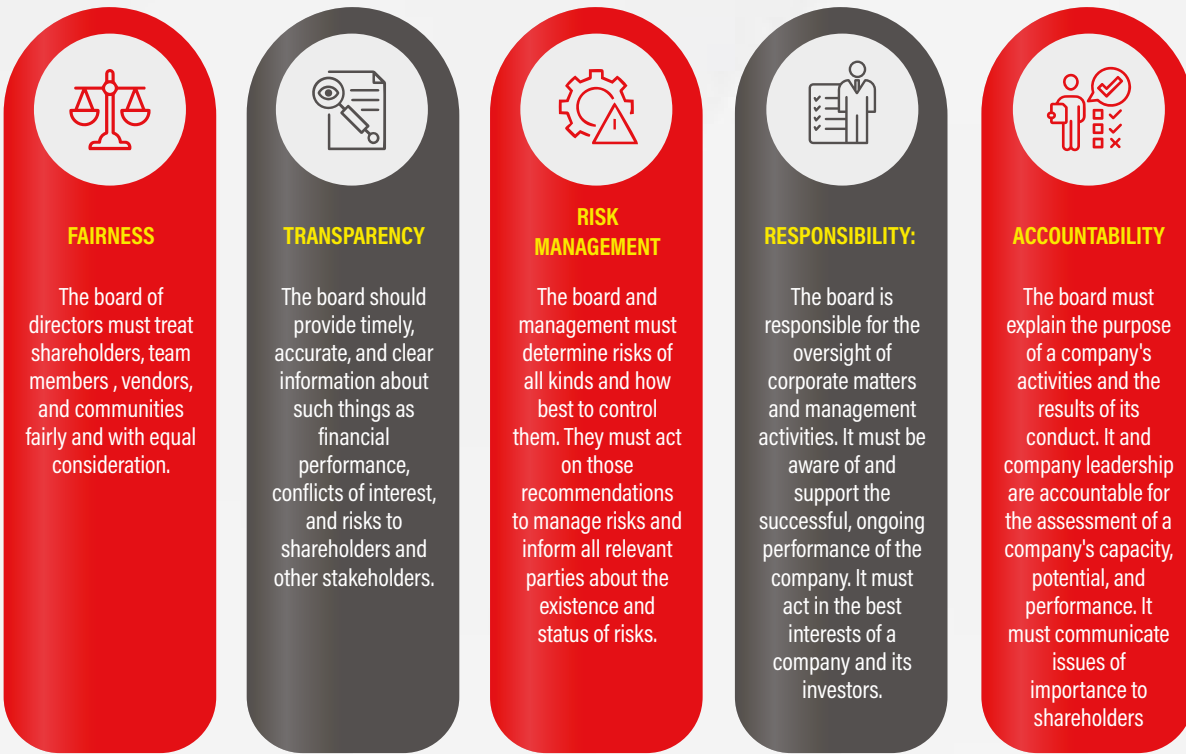 FAIRNESS
The board of
directors must treat
shareholders, team
members , vendors,
and communities
fairly and with equal
consideration.
TRANSPARENCY
The board should
provide timely,
accurate, and clear
information about
such things as
financial
performance,
conflicts of interest,
and risks to
shareholders and
other stakeholders.
RISK
MANAGEMENT
The board and
management must
determine risks of
all kinds and how
best to control
them. They must act
on those
recommendations
to manage risks and
inform all relevant
parties about the
existence and
status of risks.
RESPONSIBILITY:
The board is
responsible for the
oversight of
corporate matters
and management
activities. It must be
aware of and
support the
successful, ongoing
performance of the
company. It must
act in the best
interests of a
company and its
investors.
ACCOUNTABILITY
The board must
explain the purpose
of a company's
activities and the
results of its
conduct. It and
company leadership
are accountable for
the assessment of a
company's capacity,
potential, and
performance. It
must communicate
issues of
importance to
shareholders